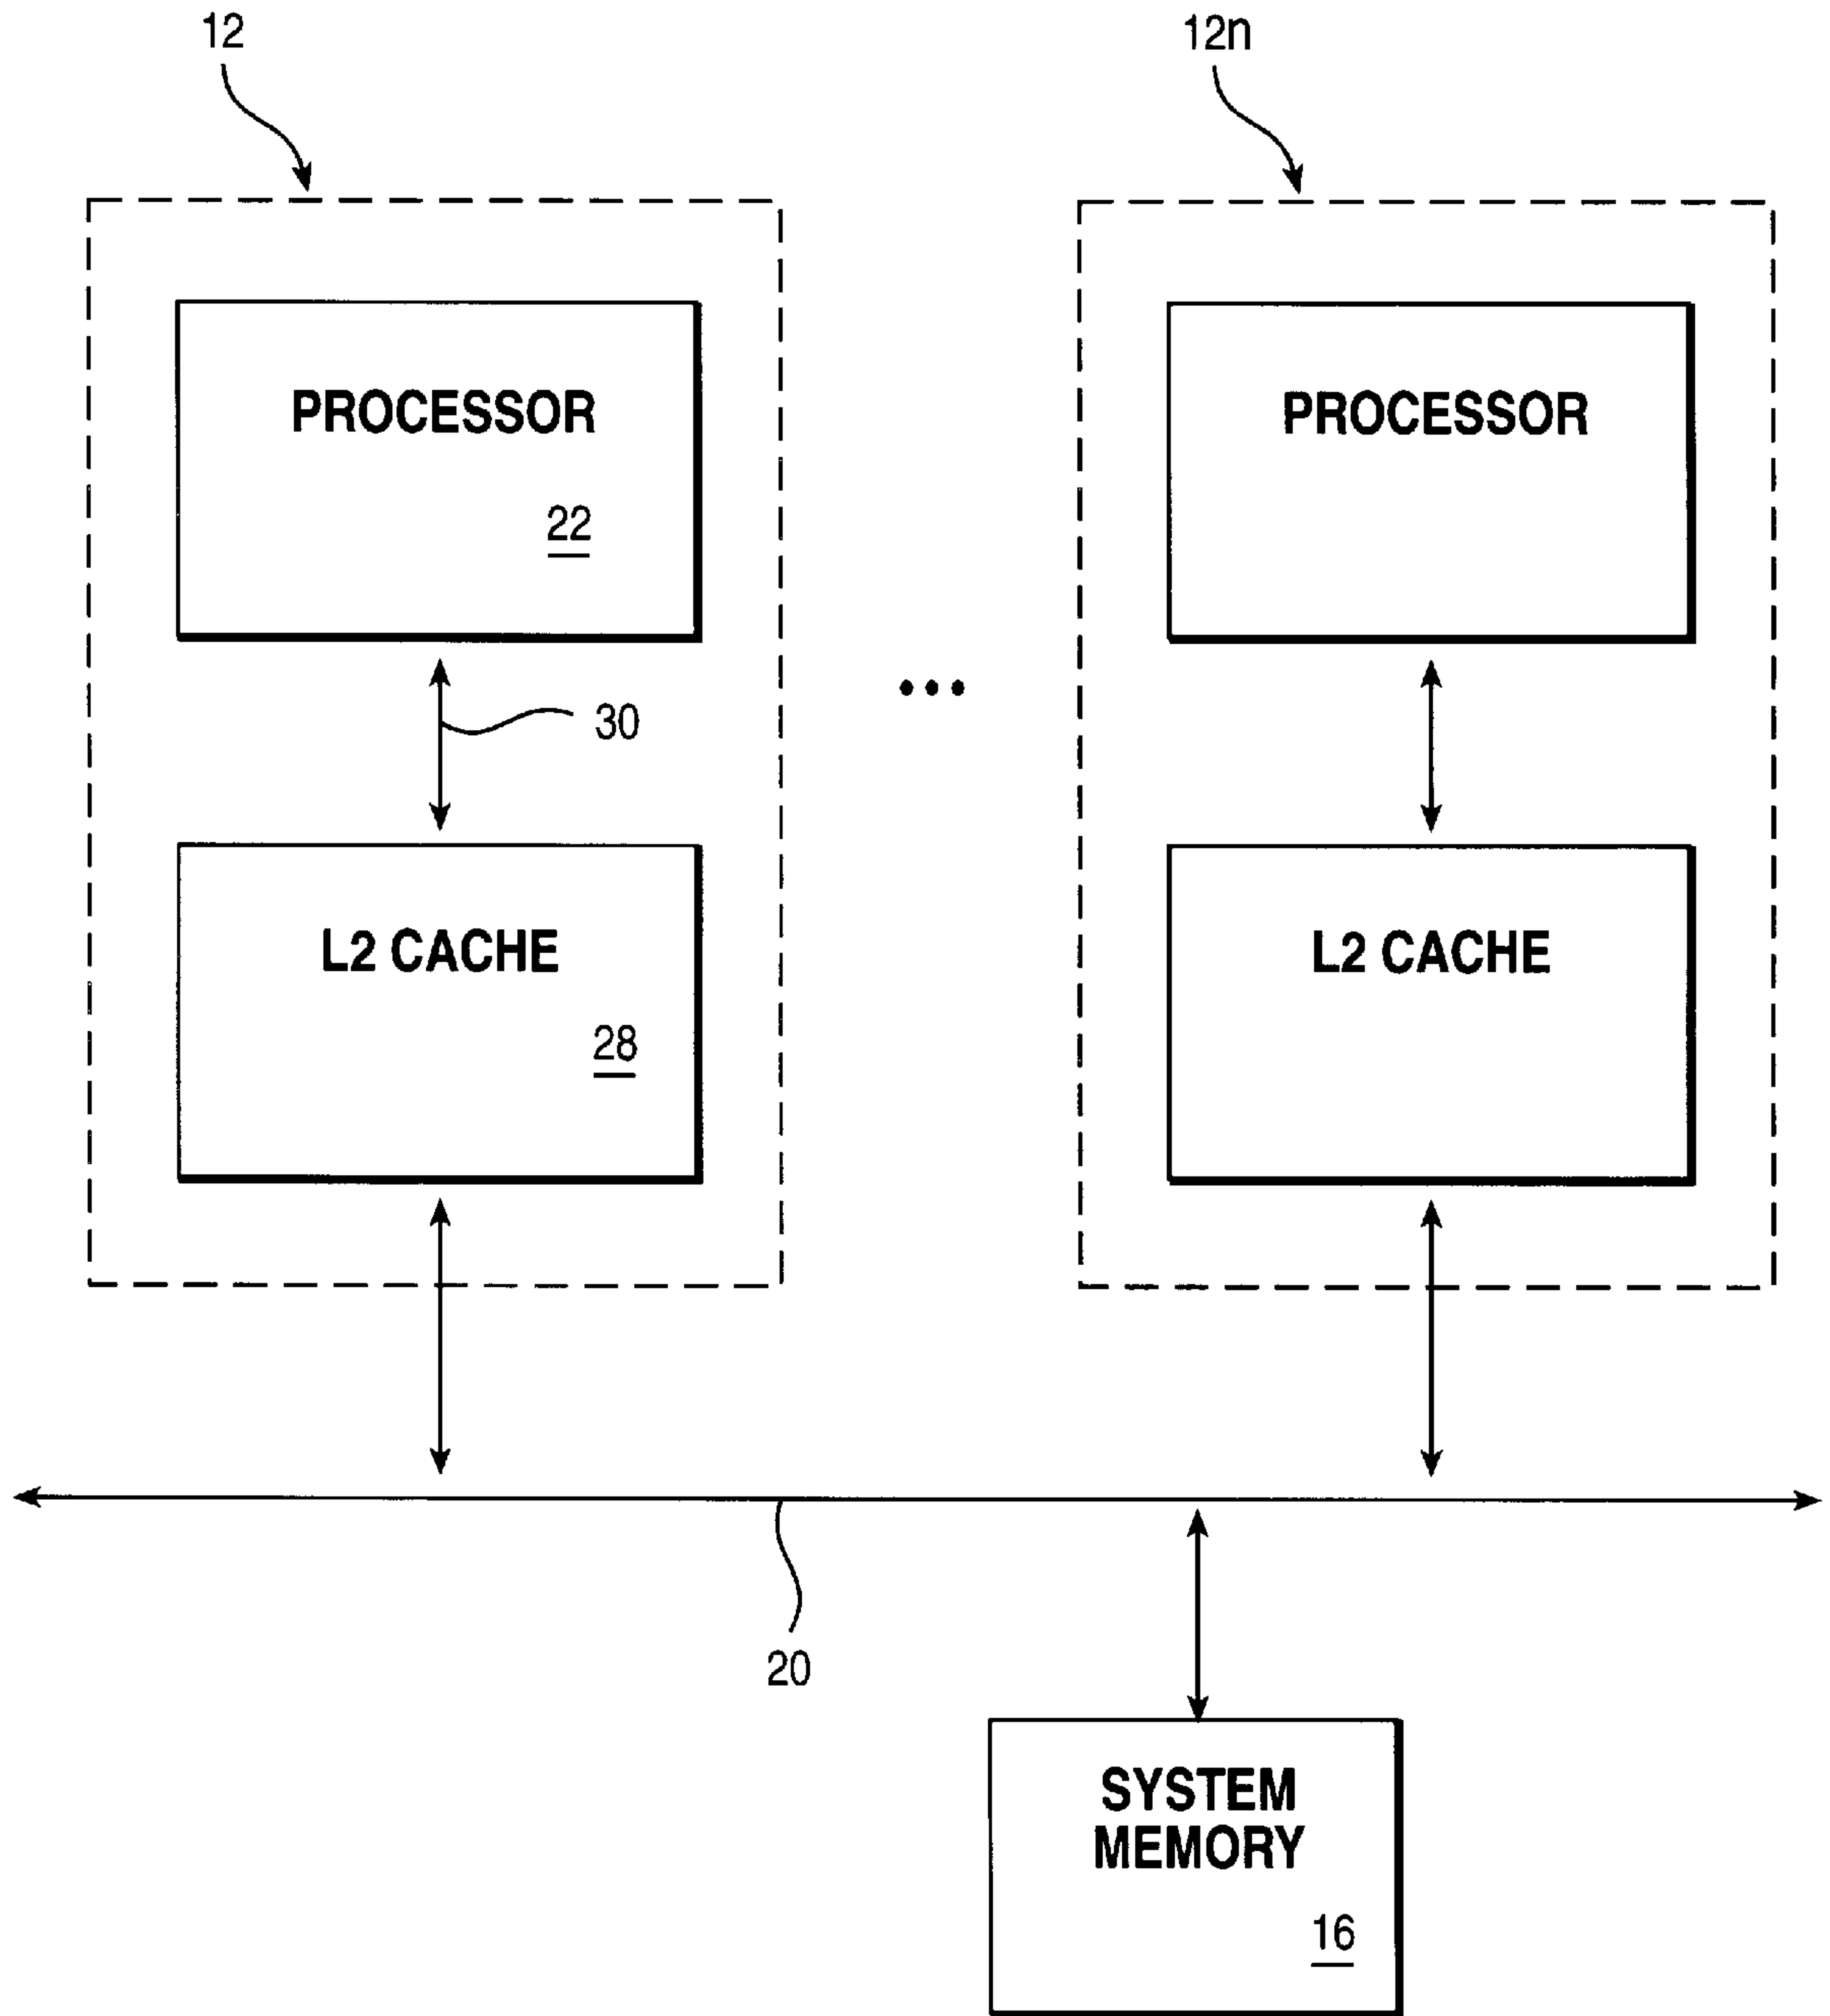 12
12n
PROCESSOR
22
PROCESSOR
30
L2 CACHE
28
L2 CACHE
20
SYSTEM
MEMORY
16